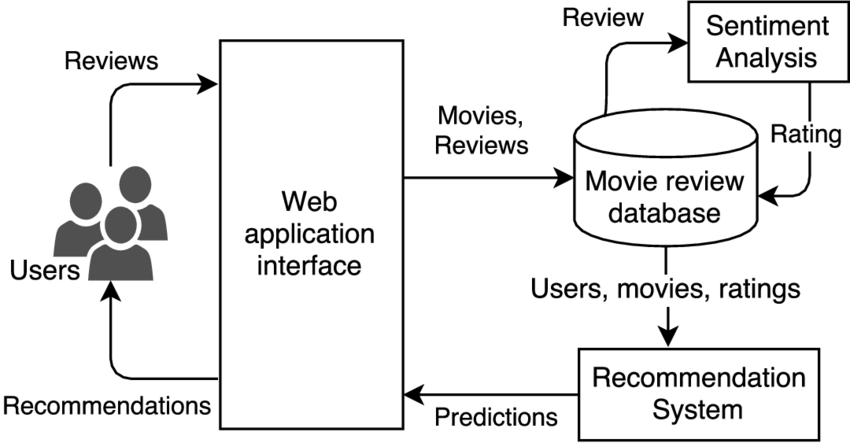 Review
Sentiment
Analysis
Reviews
Movies,
Reviews
Rating
Movie review
database
Web
application
interface
Users
Users, movies, ratings
Recommendations
Predictions
Recommendation
System